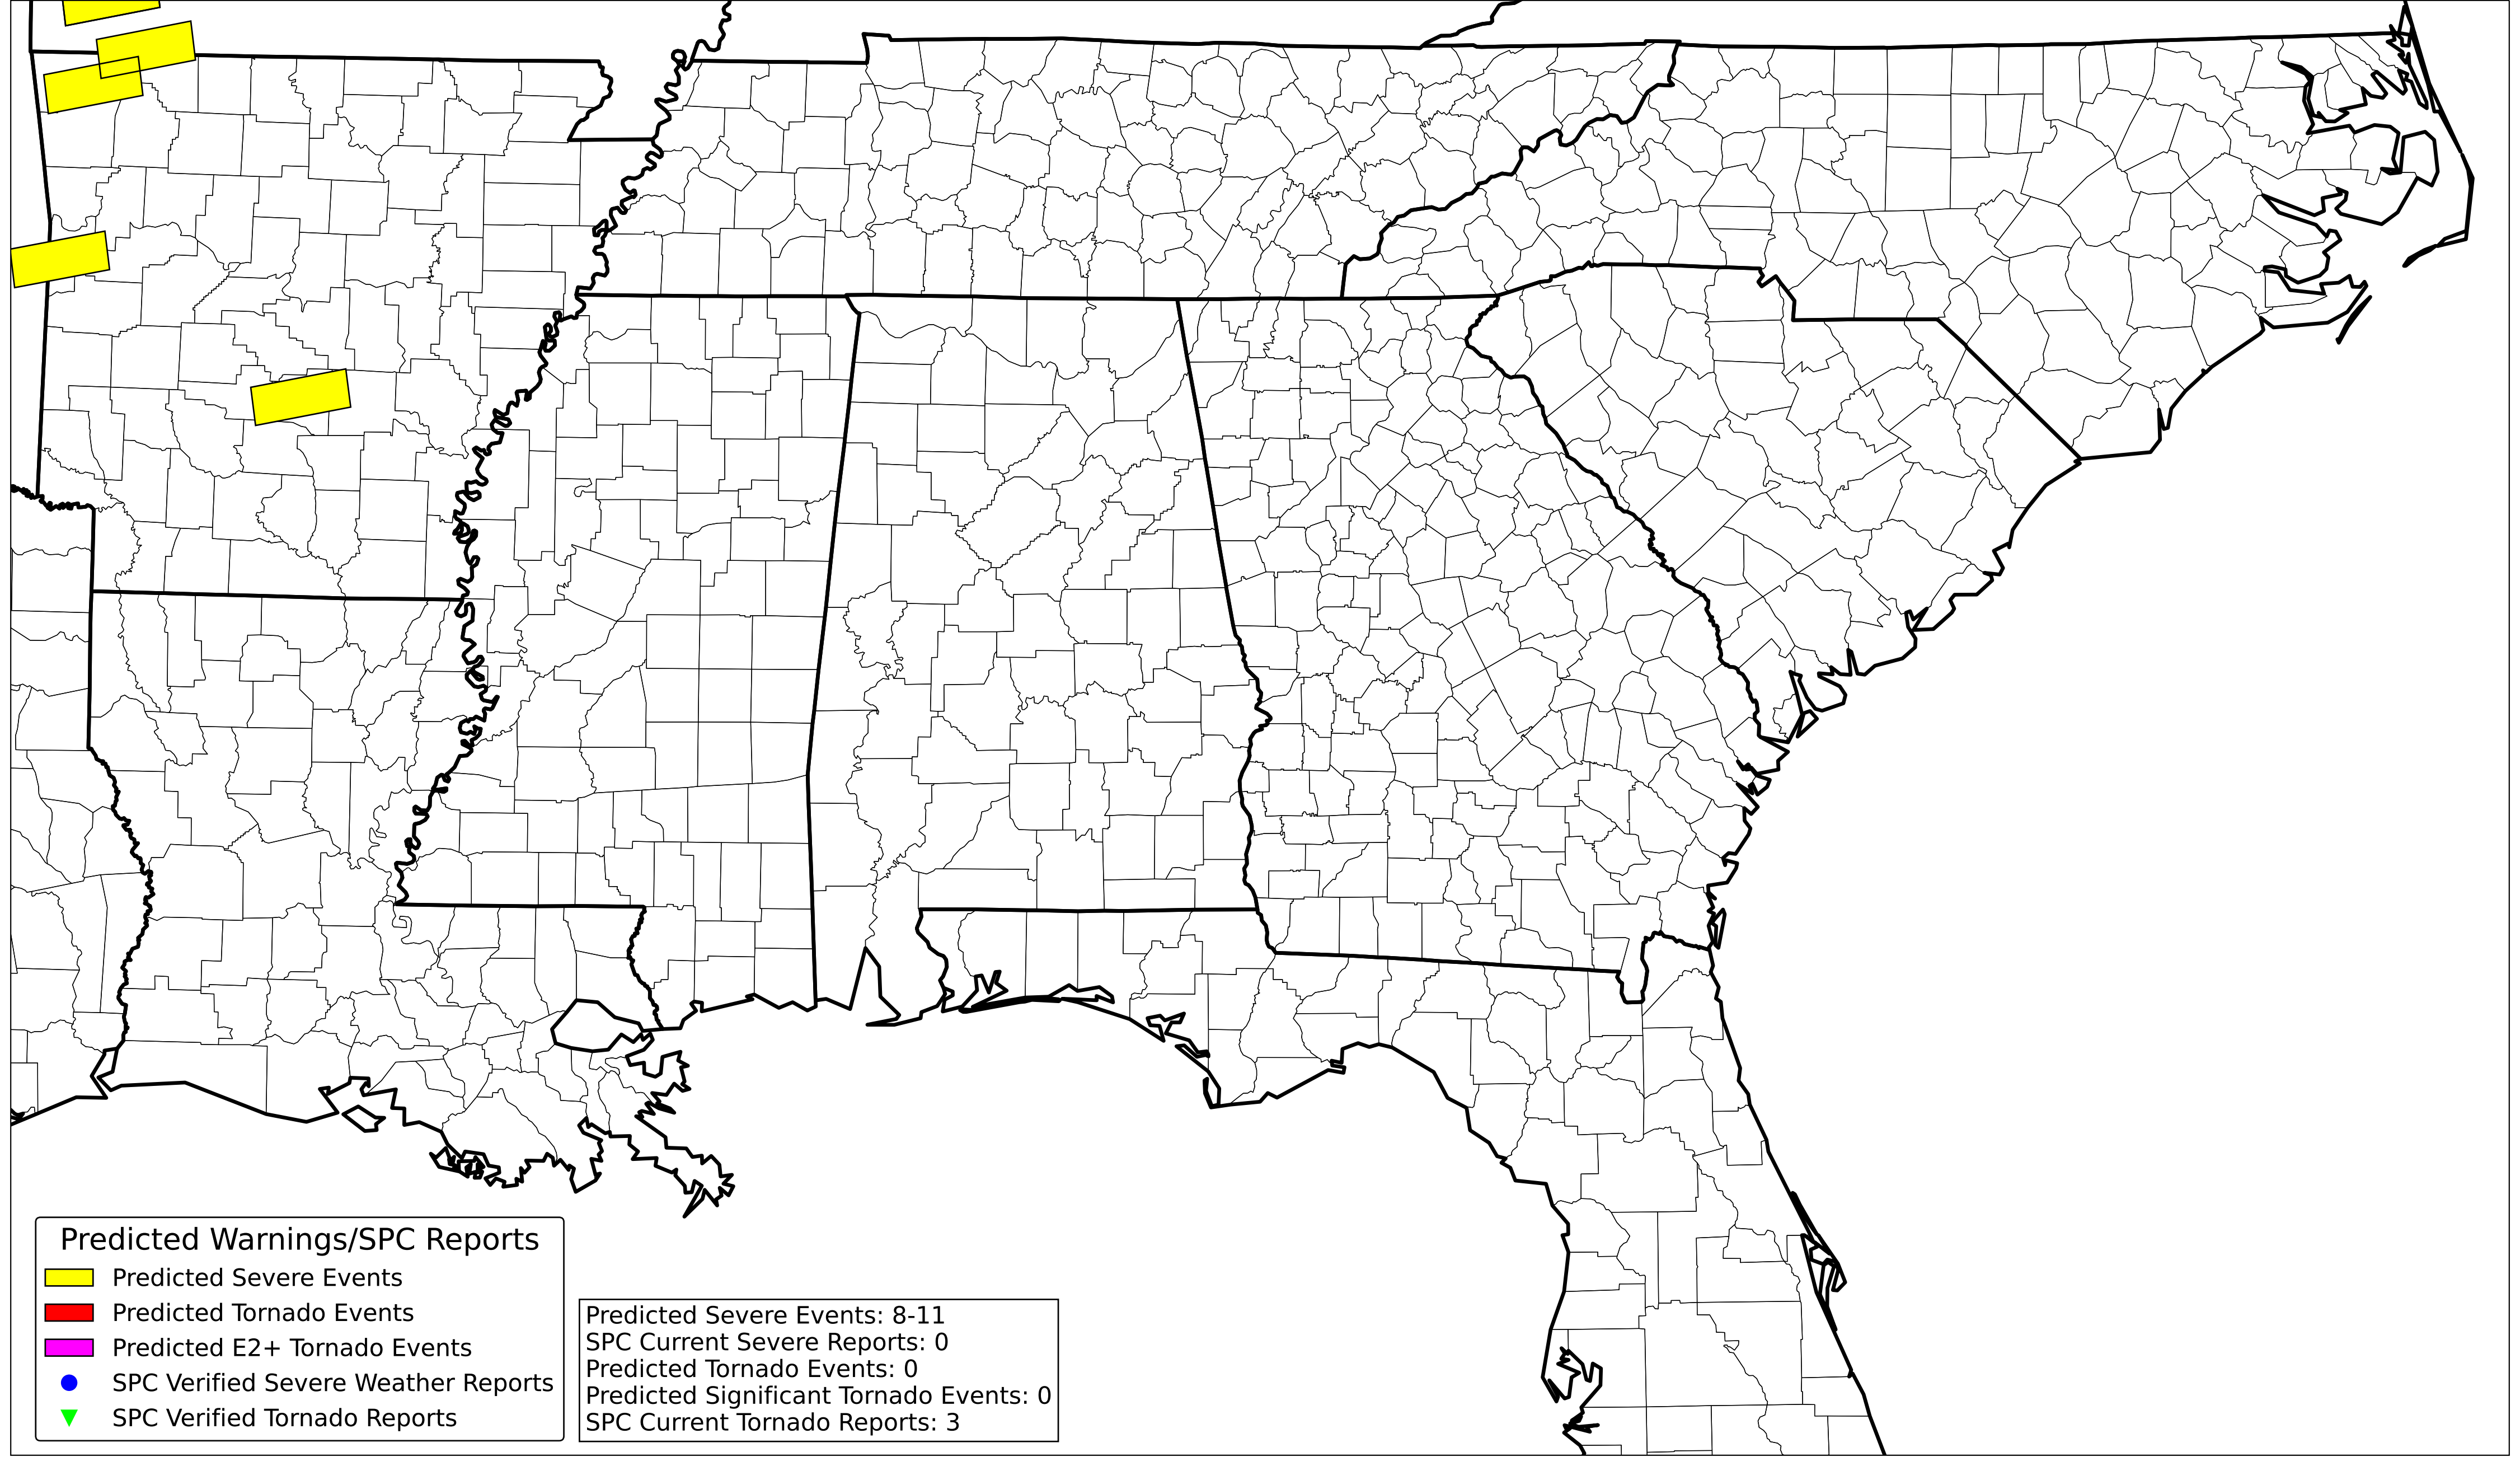 Predicted Warnings/SPC Reports
Predicted Severe Events
Predicted Tornado Events
Predicted E2+ Tornado Events
SPC Verified Severe Weather Reports
SPC Verified Tornado Reports
Predicted Severe Events: 8-11
SPC Current Severe Reports: 0
Predicted Tornado Events: 0
Predicted Significant Tornado Events: 0
SPC Current Tornado Reports: 3